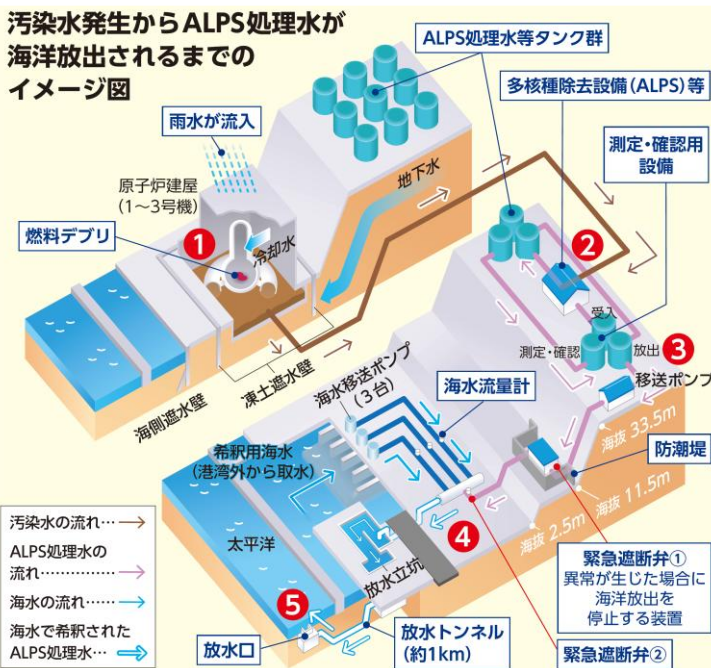 汚染水発生からALPS処理水が
海洋放出されるまでの
イメージ図
ALPS処理水等タンク群
多核種除去設備(ALPS)等
雨水が流入
測定・確認用
設備
原子炉建屋
(1〜3号機)
地下水
燃料デブリ
1
冷却水
2
受入
測定・確認
放出
3
移送ポンプ
海側遮水壁
凍土遮水壁
海水移送ポンプ
(3台)
海水流量計
海抜 33.5m
防潮堤
希釈用海水
(港湾外から取水)
海抜 11.5m
海抜 2.5m
汚染水の流れ…
ALPS処理水の
流れ……………
海水の流れ……
海水で希釈された
ALPS処理水…
太平洋
4
放水立坑
緊急遮断弁①
異常が生じた場合に
海洋放出を
停止する装置
5
放水口
放水トンネル
(約1km)
緊急遮断弁②